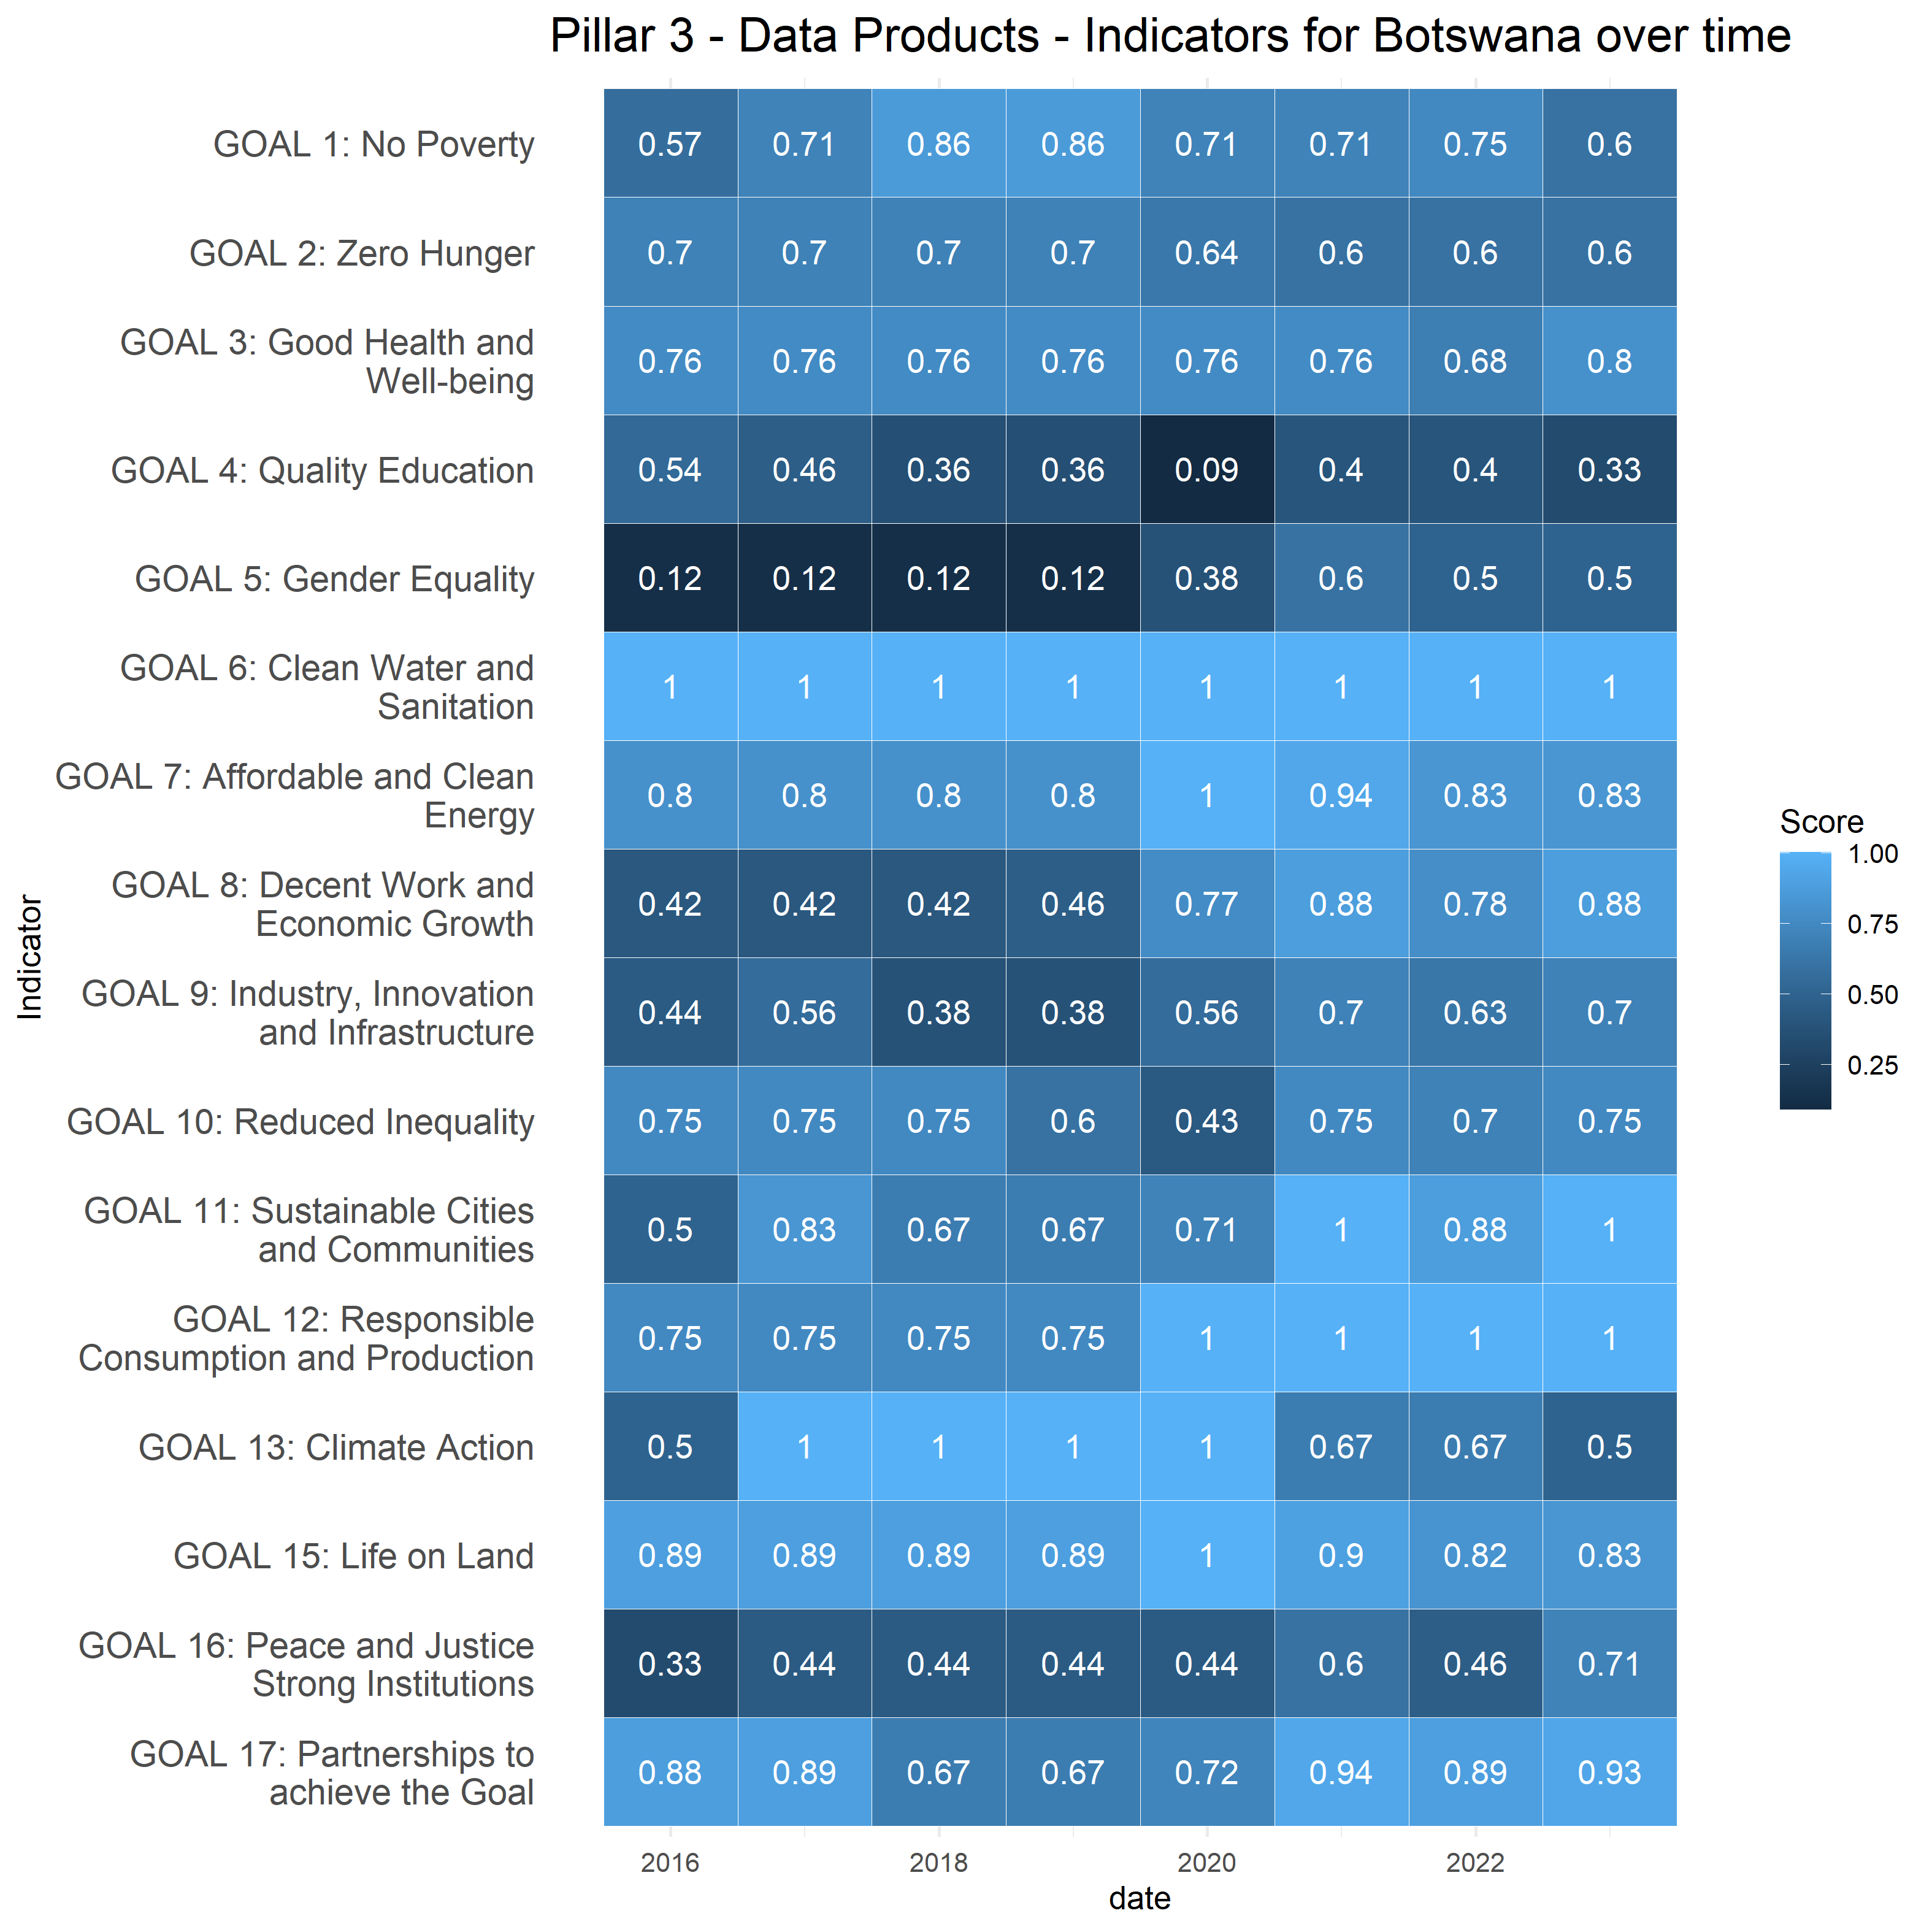 Pillar 3 - Data Products - Indicators for Botswana over time
GOAL 1: No Poverty
0.57 0.71 0.86 0.86 0.71 0.71 0.75 0.6
GOAL 2: Zero Hunger
0.7 0.7 0.7 0.7 0.64 0.6 0.6 0.6
GOAL 3: Good Health and
Well-being
0.76 0.76 0.76 0.76 0.76 0.76 0.68 0.8
GOAL 4: Quality Education
0.54 0.46 0.36 0.36 0.09 0.4 0.4 0.33
GOAL 5: Gender Equality
0.12 0.12 0.12 0.12 0.38 0.6 0.5 0.5
GOAL 6: Clean Water and
Sanitation
1 1 1 1 1 1 1 1
GOAL 7: Affordable and Clean
Energy
0.8 0.8 0.8 0.8 1 0.94 0.83 0.83
GOAL 8: Decent Work and
Economic Growth
0.42 0.42 0.42 0.46 0.77 0.88 0.78 0.88
GOAL 9: Industry, Innovation
and Infrastructure
0.44 0.56 0.38 0.38 0.56 0.7 0.63 0.7
GOAL 10: Reduced Inequality
0.75 0.75 0.75 0.6 0.43 0.75 0.7 0.75
GOAL 11: Sustainable Cities
and Communities
0.5 0.83 0.67 0.67 0.71 1 0.88 1
GOAL 12: Responsible
Consumption and Production
0.75 0.75 0.75 0.75 1 1 1 1
GOAL 13: Climate Action
0.5 1 1 1 1 0.67 0.67 0.5
GOAL 15: Life on Land
0.89 0.89 0.89 0.89 1 0.9 0.82 0.83
GOAL 16: Peace and Justice
Strong Institutions
0.33 0.44 0.44 0.44 0.44 0.6 0.46 0.71
GOAL 17: Partnerships to
achieve the Goal
0.88 0.89 0.67 0.67 0.72 0.94 0.89 0.93
2016 2018 2020 2022
date
Indicator
Score
1.00
0.75
0.50
0.25